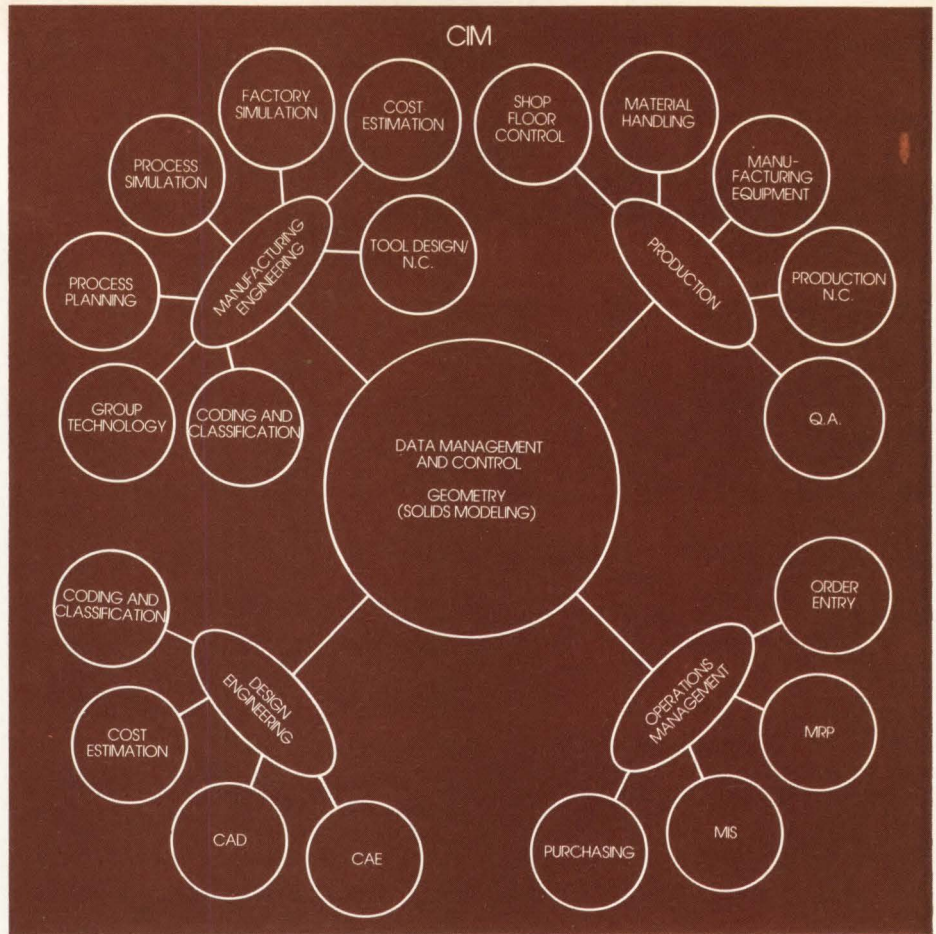 CIM
FACTORY
SIMULATION
COST
ESTIMATION
PROCESS
SIMULATION
TOOL DESIGN/
N.C.
PROCESS
PLANNING
MANUFACTURING
ENGINEERING
GROUP
TECHNOLOGY
CODING AND
CLASSIFICATION
SHOP
FLOOR
CONTROL
MATERIAL
HANDLING
MANU-
FACTURING
EQUIPMENT
PRODUCTION
PRODUCTION
N.C.
Q.A.
DATA MANAGEMENT
AND CONTROL
GEOMETRY
(SOLIDS MODELING)
CODING AND
CLASSIFICATION
DESIGN
ENGINEERING
COST
ESTIMATION
CAD
CAE
ORDER
ENTRY
OPERATIONS
MANAGEMENT
MRP
MIS
PURCHASING